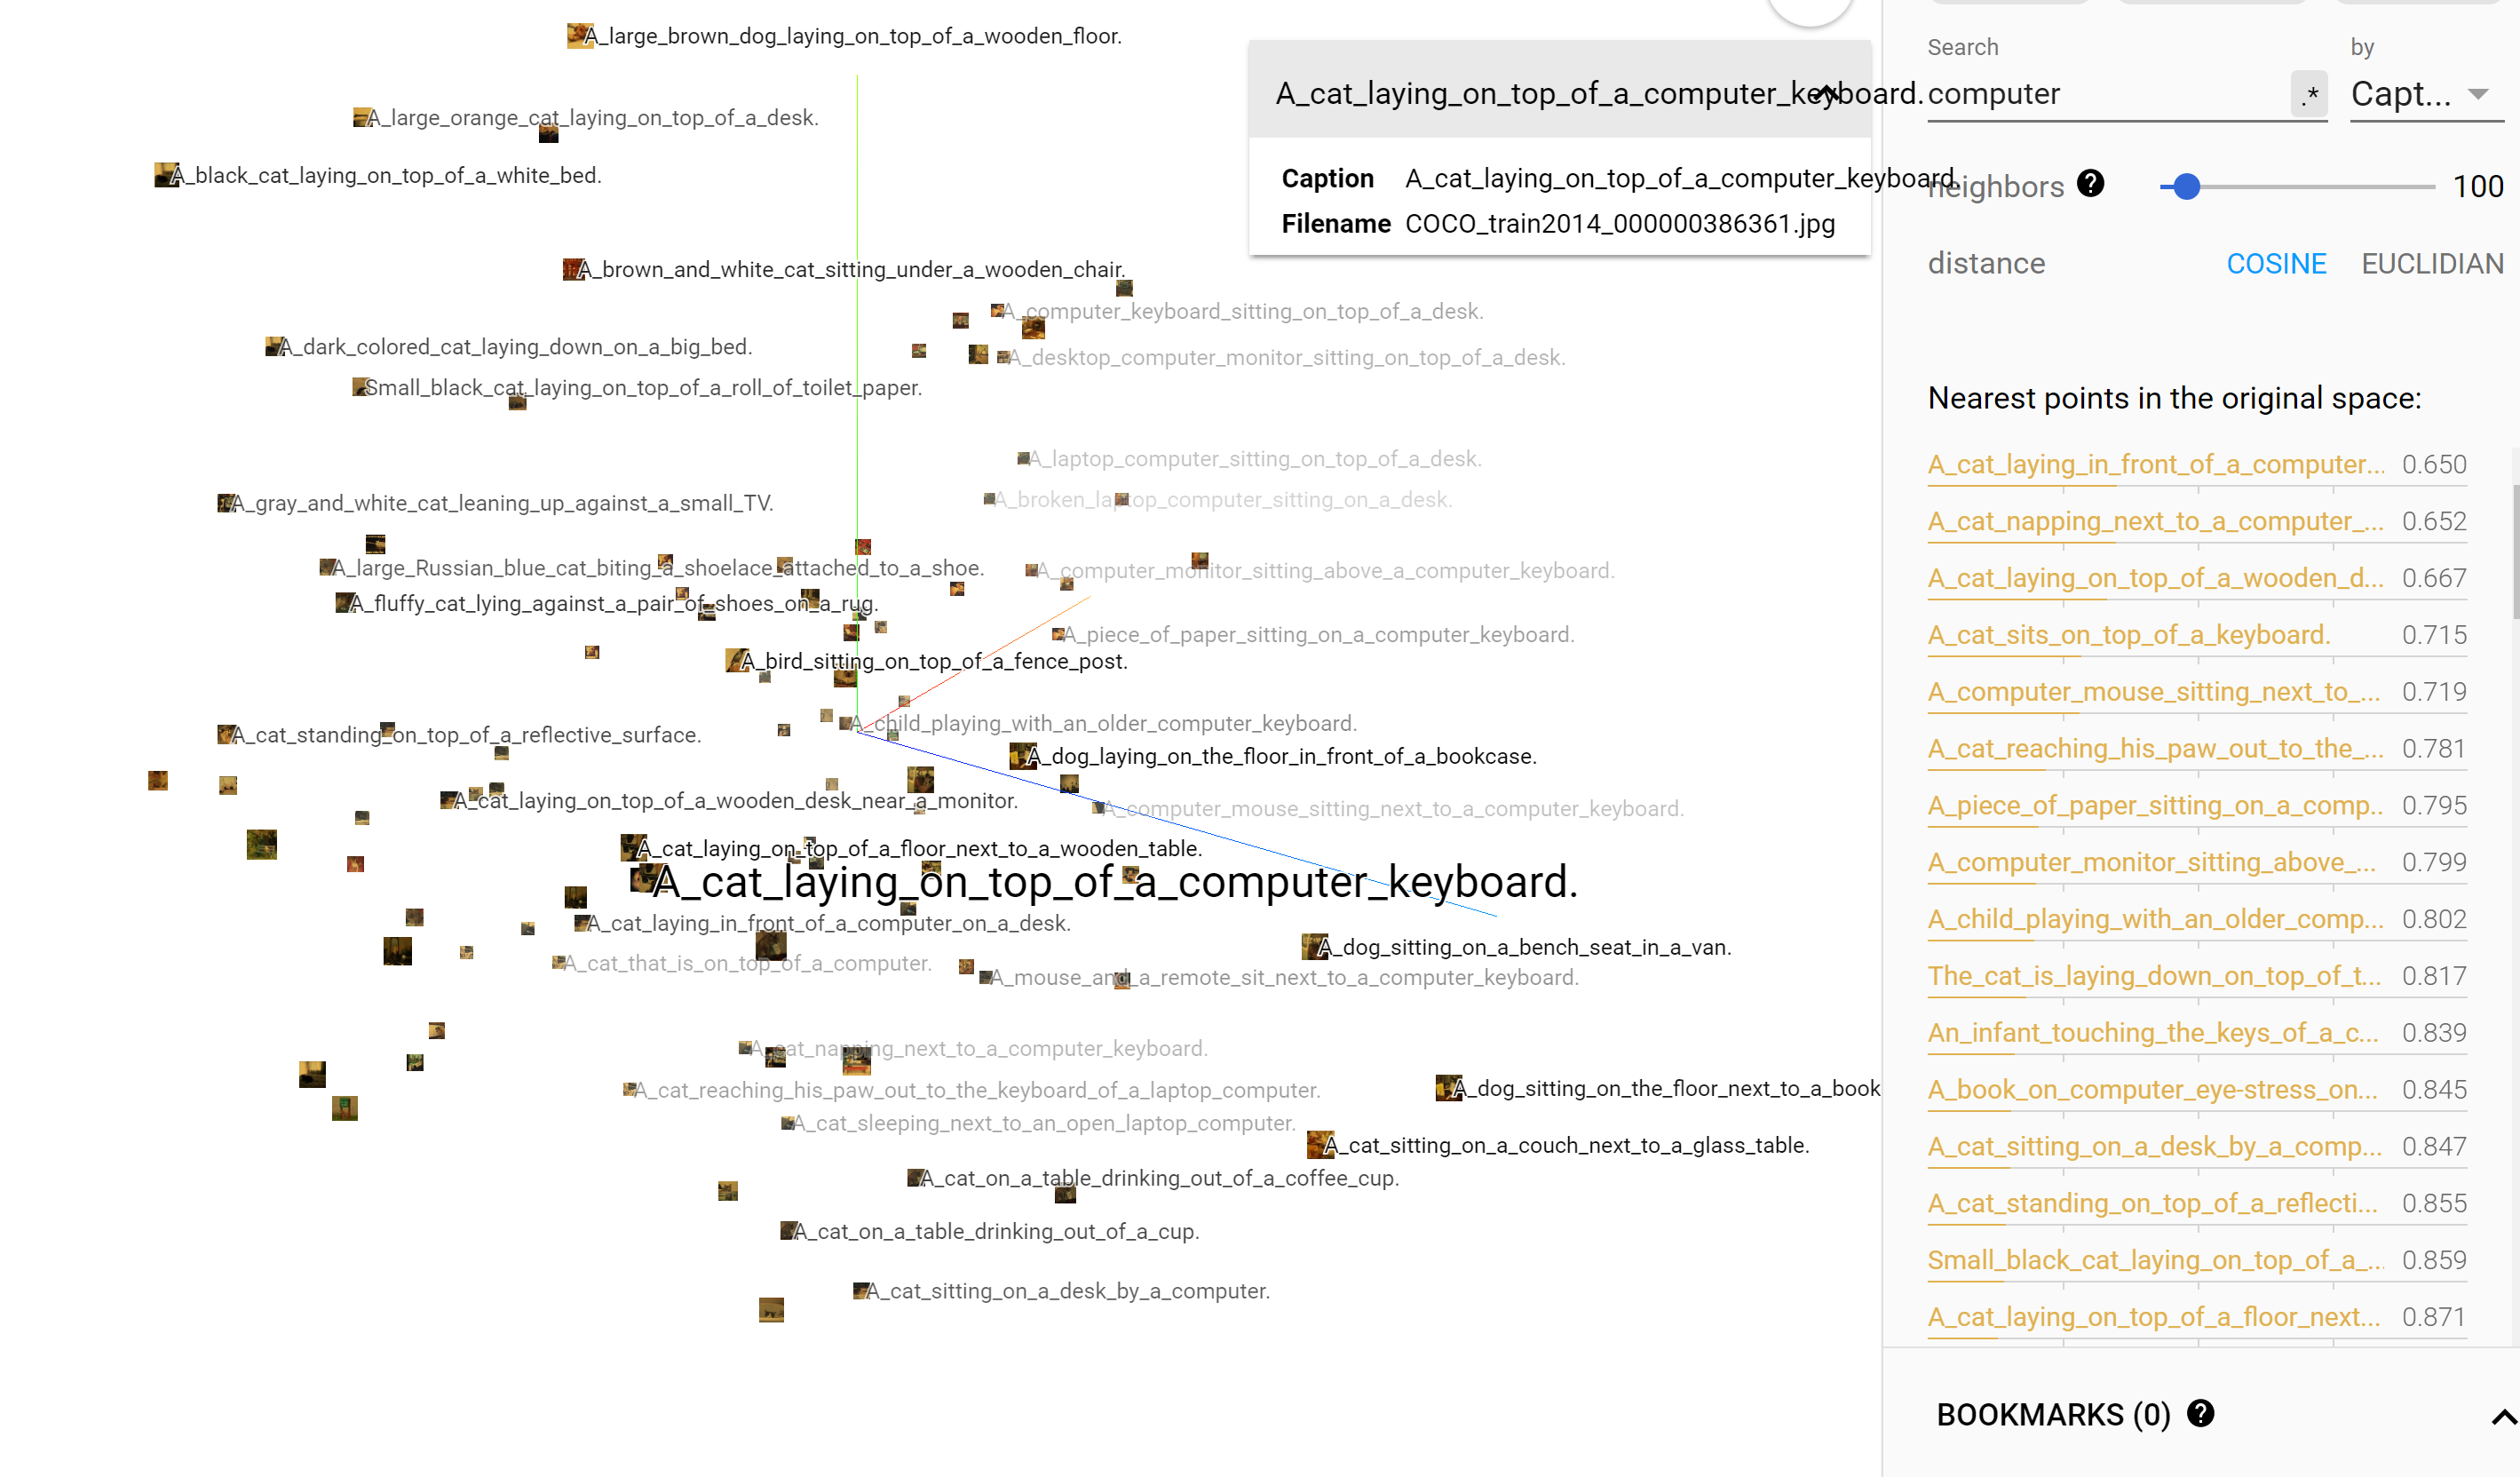 A_large_brown_dog_laying_on_top_of_a_wooden_floor.
A_large_orange_cat_laying_on_top_of_a_desk.
A_black_cat_laying_on_top_of_a_white_bed.
A_brown_and_white_cat_sitting_under_a_wooden_chair.
A_computer_keyboard_sitting_on_top_of_a_desk.
A_dark_colored_cat_laying_down_on_a_big_bed.
A_desktop_computer_monitor_sitting_on_top_of_a_desk.
Small_black_cat_laying_on_top_of_a_roll_of_toilet_paper.
A_laptop_computer_sitting_on_top_of_a_desk.
A_gray_and_white_cat_leaning_up_against_a_small_TV.
A_broken_laptop_computer_sitting_on_a_desk.
A_large_Russian_blue_cat_biting_a_shoelace_attached_to_a_shoe.
A_computer_monitor_sitting_above_a_computer_keyboard.
A_fluffy_cat_lying_against_a_pair_of_shoes_on_a_rug.
A_piece_of_paper_sitting_on_a_computer_keyboard.
A_bird_sitting_on_top_of_a_fence_post.
A_child_playing_with_an_older_computer_keyboard.
A_cat_standing_on_top_of_a_reflective_surface.
A_dog_laying_on_the_floor_in_front_of_a_bookcase.
A_cat_laying_on_top_of_a_wooden_desk_near_a_monitor.
A_computer_mouse_sitting_next_to_a_computer_keyboard.
A_cat_laying_on_top_of_a_floor_next_to_a_wooden_table.
A_cat_laying_on_top_of_a_computer_keyboard.
A_cat_laying_in_front_of_a_computer_on_a_desk.
A_dog_sitting_on_a_bench_seat_in_a_van.
A_cat_that_is_on_top_of_a_computer.
A_mouse_and_a_remote_sit_next_to_a_computer_keyboard.
A_cat_napping_next_to_a_computer_keyboard.
A_cat_reaching_his_paw_out_to_the_keyboard_of_a_laptop_computer.
A_dog_sitting_on_the_floor_next_to_a_book
A_cat_sleeping_next_to_an_open_laptop_computer.
A_cat_sitting_on_a_couch_next_to_a_glass_table.
A_cat_on_a_table_drinking_out_of_a_coffee_cup.
A_cat_on_a_table_drinking_out_of_a_cup.
A_cat_sitting_on_a_desk_by_a_computer.
A_cat_laying_on_top_of_a_computer_keyboard.
Caption A_cat_laying_on_top_of_a_computer_keyboard.
Filename COCO_train2014_000000386361.jpg
Search by
computer .* Capt...
neighbors ? 100
distance COSINE EUCLIDIAN
Nearest points in the original space:
A_cat_laying_in_front_of_a_computer... 0.650
A_cat_napping_next_to_a_computer_... 0.652
A_cat_laying_on_top_of_a_wooden_d... 0.667
A_cat_sits_on_top_of_a_keyboard. 0.715
A_computer_mouse_sitting_next_to_... 0.719
A_cat_reaching_his_paw_out_to_the_... 0.781
A_piece_of_paper_sitting_on_a_comp... 0.795
A_computer_monitor_sitting_above_... 0.799
A_child_playing_with_an_older_comp... 0.802
The_cat_is_laying_down_on_top_of_t... 0.817
An_infant_touching_the_keys_of_a_c... 0.839
A_book_on_computer_eye-stress_on... 0.845
A_cat_sitting_on_a_desk_by_a_comp... 0.847
A_cat_standing_on_top_of_a_reflecti... 0.855
Small_black_cat_laying_on_top_of_a_... 0.859
A_cat_laying_on_top_of_a_floor_next... 0.871
BOOKMARKS (0) ?